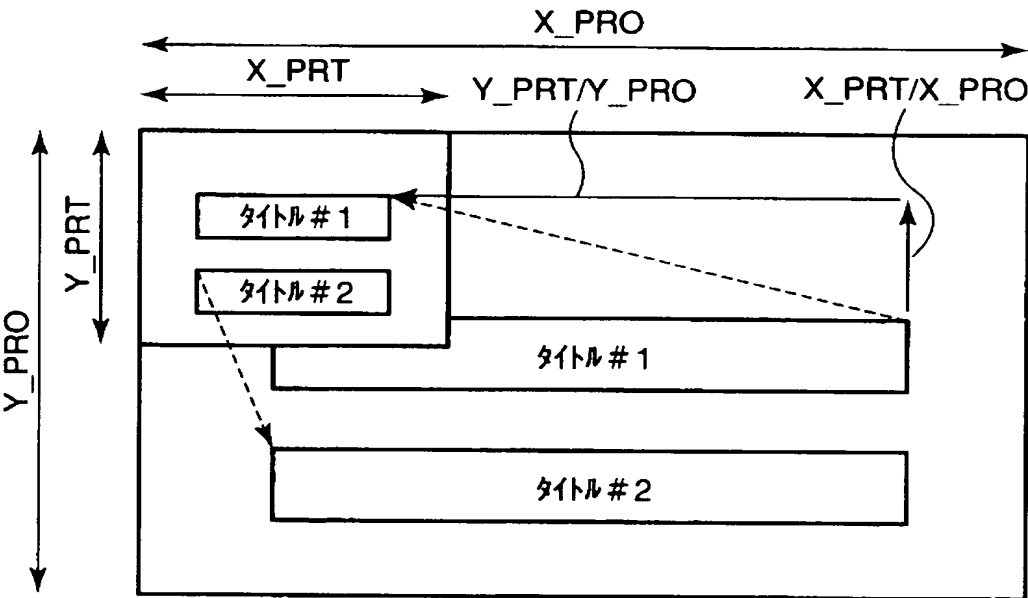 X_PRO
X_PRT
Y_PRT/Y_PRO
X_PRT/X_PRO
Y_PRO
Y_PRT
ﾀｲﾄﾙ#1
ﾀｲﾄﾙ#2
ﾀｲﾄﾙ#1
ﾀｲﾄﾙ#2